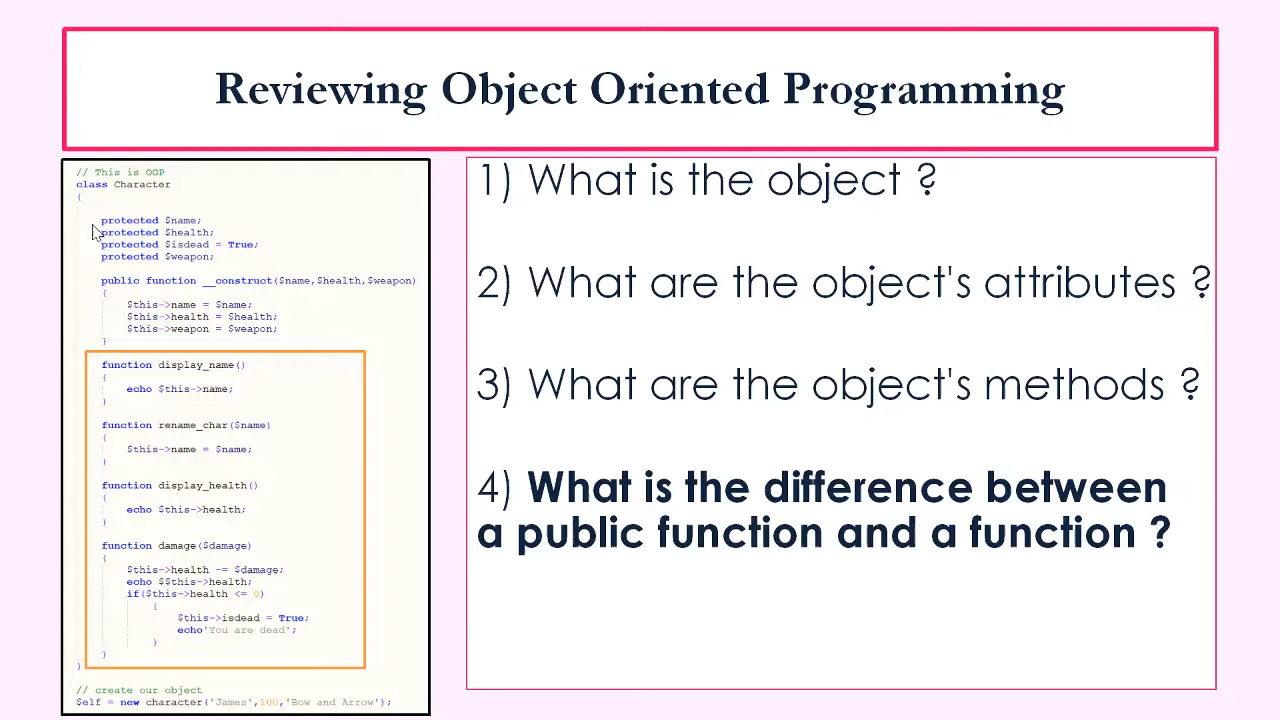 Reviewing Object Oriented Programming
// This is OOP
class Character
{
protected $name;
protected $health;
protected $isdead = True;
protected $weapon;
public function __construct($name,$health,$weapon)
{
$this->name = $name;
$this->health = $health;
$this->weapon = $weapon;
}
function display_name()
{
echo $this->name;
}
function rename_char($name)
{
$this->name = $name;
}
function display_health()
{
echo $this->health;
}
function damage($damage)
{
$this->health -= $damage;
echo $$this->health;
if($this->health <= 0)
{
$this->isdead = True;
echo'You are dead';
}
}
}
// create our object
$elf = new character('James',100,'Bow and Arrow');
1) What is the object ?
2) What are the object's attributes ?
3) What are the object's methods ?
4) What is the difference between
a public function and a function ?